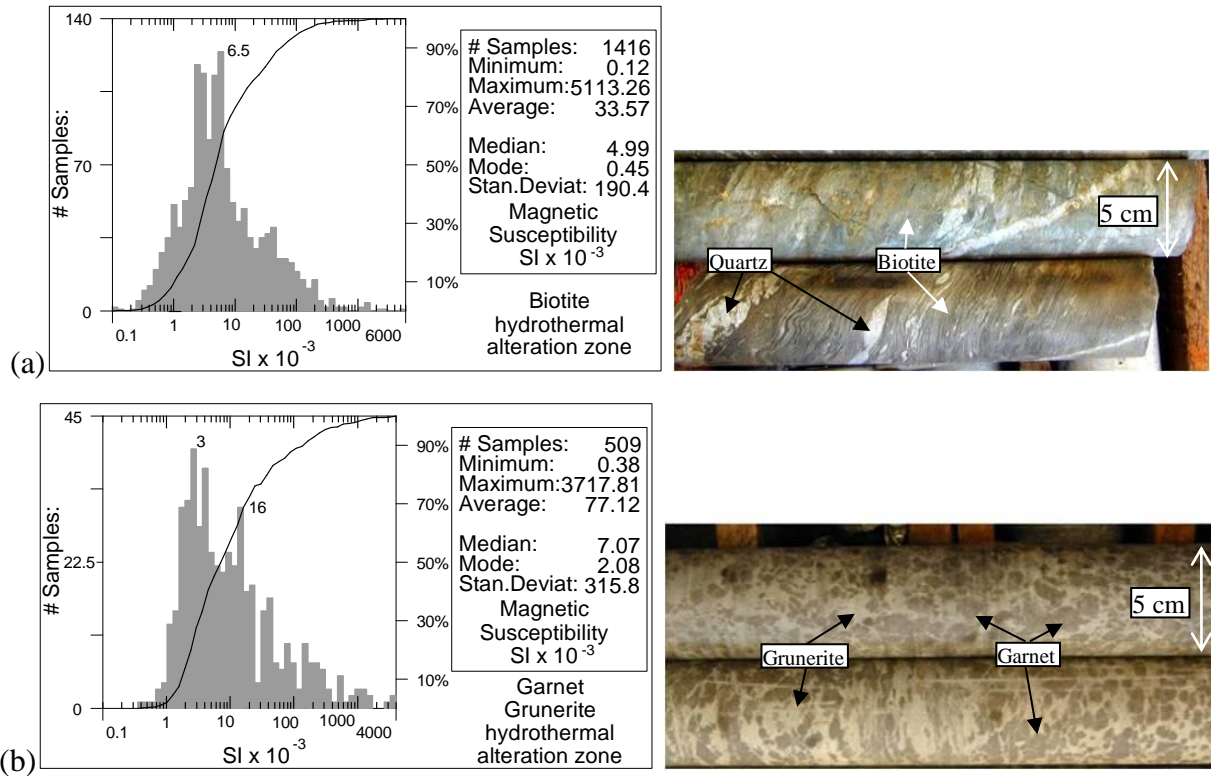 140
6.5
# Samples:
70
0
0.1 1 10 100 1000 6000
SI x 10⁻³
90%
70%
50%
30%
10%
# Samples: 1416
Minimum: 0.12
Maximum: 5113.26
Average: 33.57
Median: 4.99
Mode: 0.45
Stan.Deviat: 190.4
Magnetic
Susceptibility
SI x 10⁻³
Biotite
hydrothermal
alteration zone
(a)
Quartz
Biotite
5 cm
45
3
16
# Samples:
22.5
0
0.1 1 10 100 1000 4000
SI x 10⁻³
90%
70%
50%
30%
10%
# Samples: 509
Minimum: 0.38
Maximum: 3717.81
Average: 77.12
Median: 7.07
Mode: 2.08
Stan.Deviat: 315.8
Magnetic
Susceptibility
SI x 10⁻³
Garnet
Grunerite
hydrothermal
alteration zone
(b)
Grunerite
Garnet
5 cm